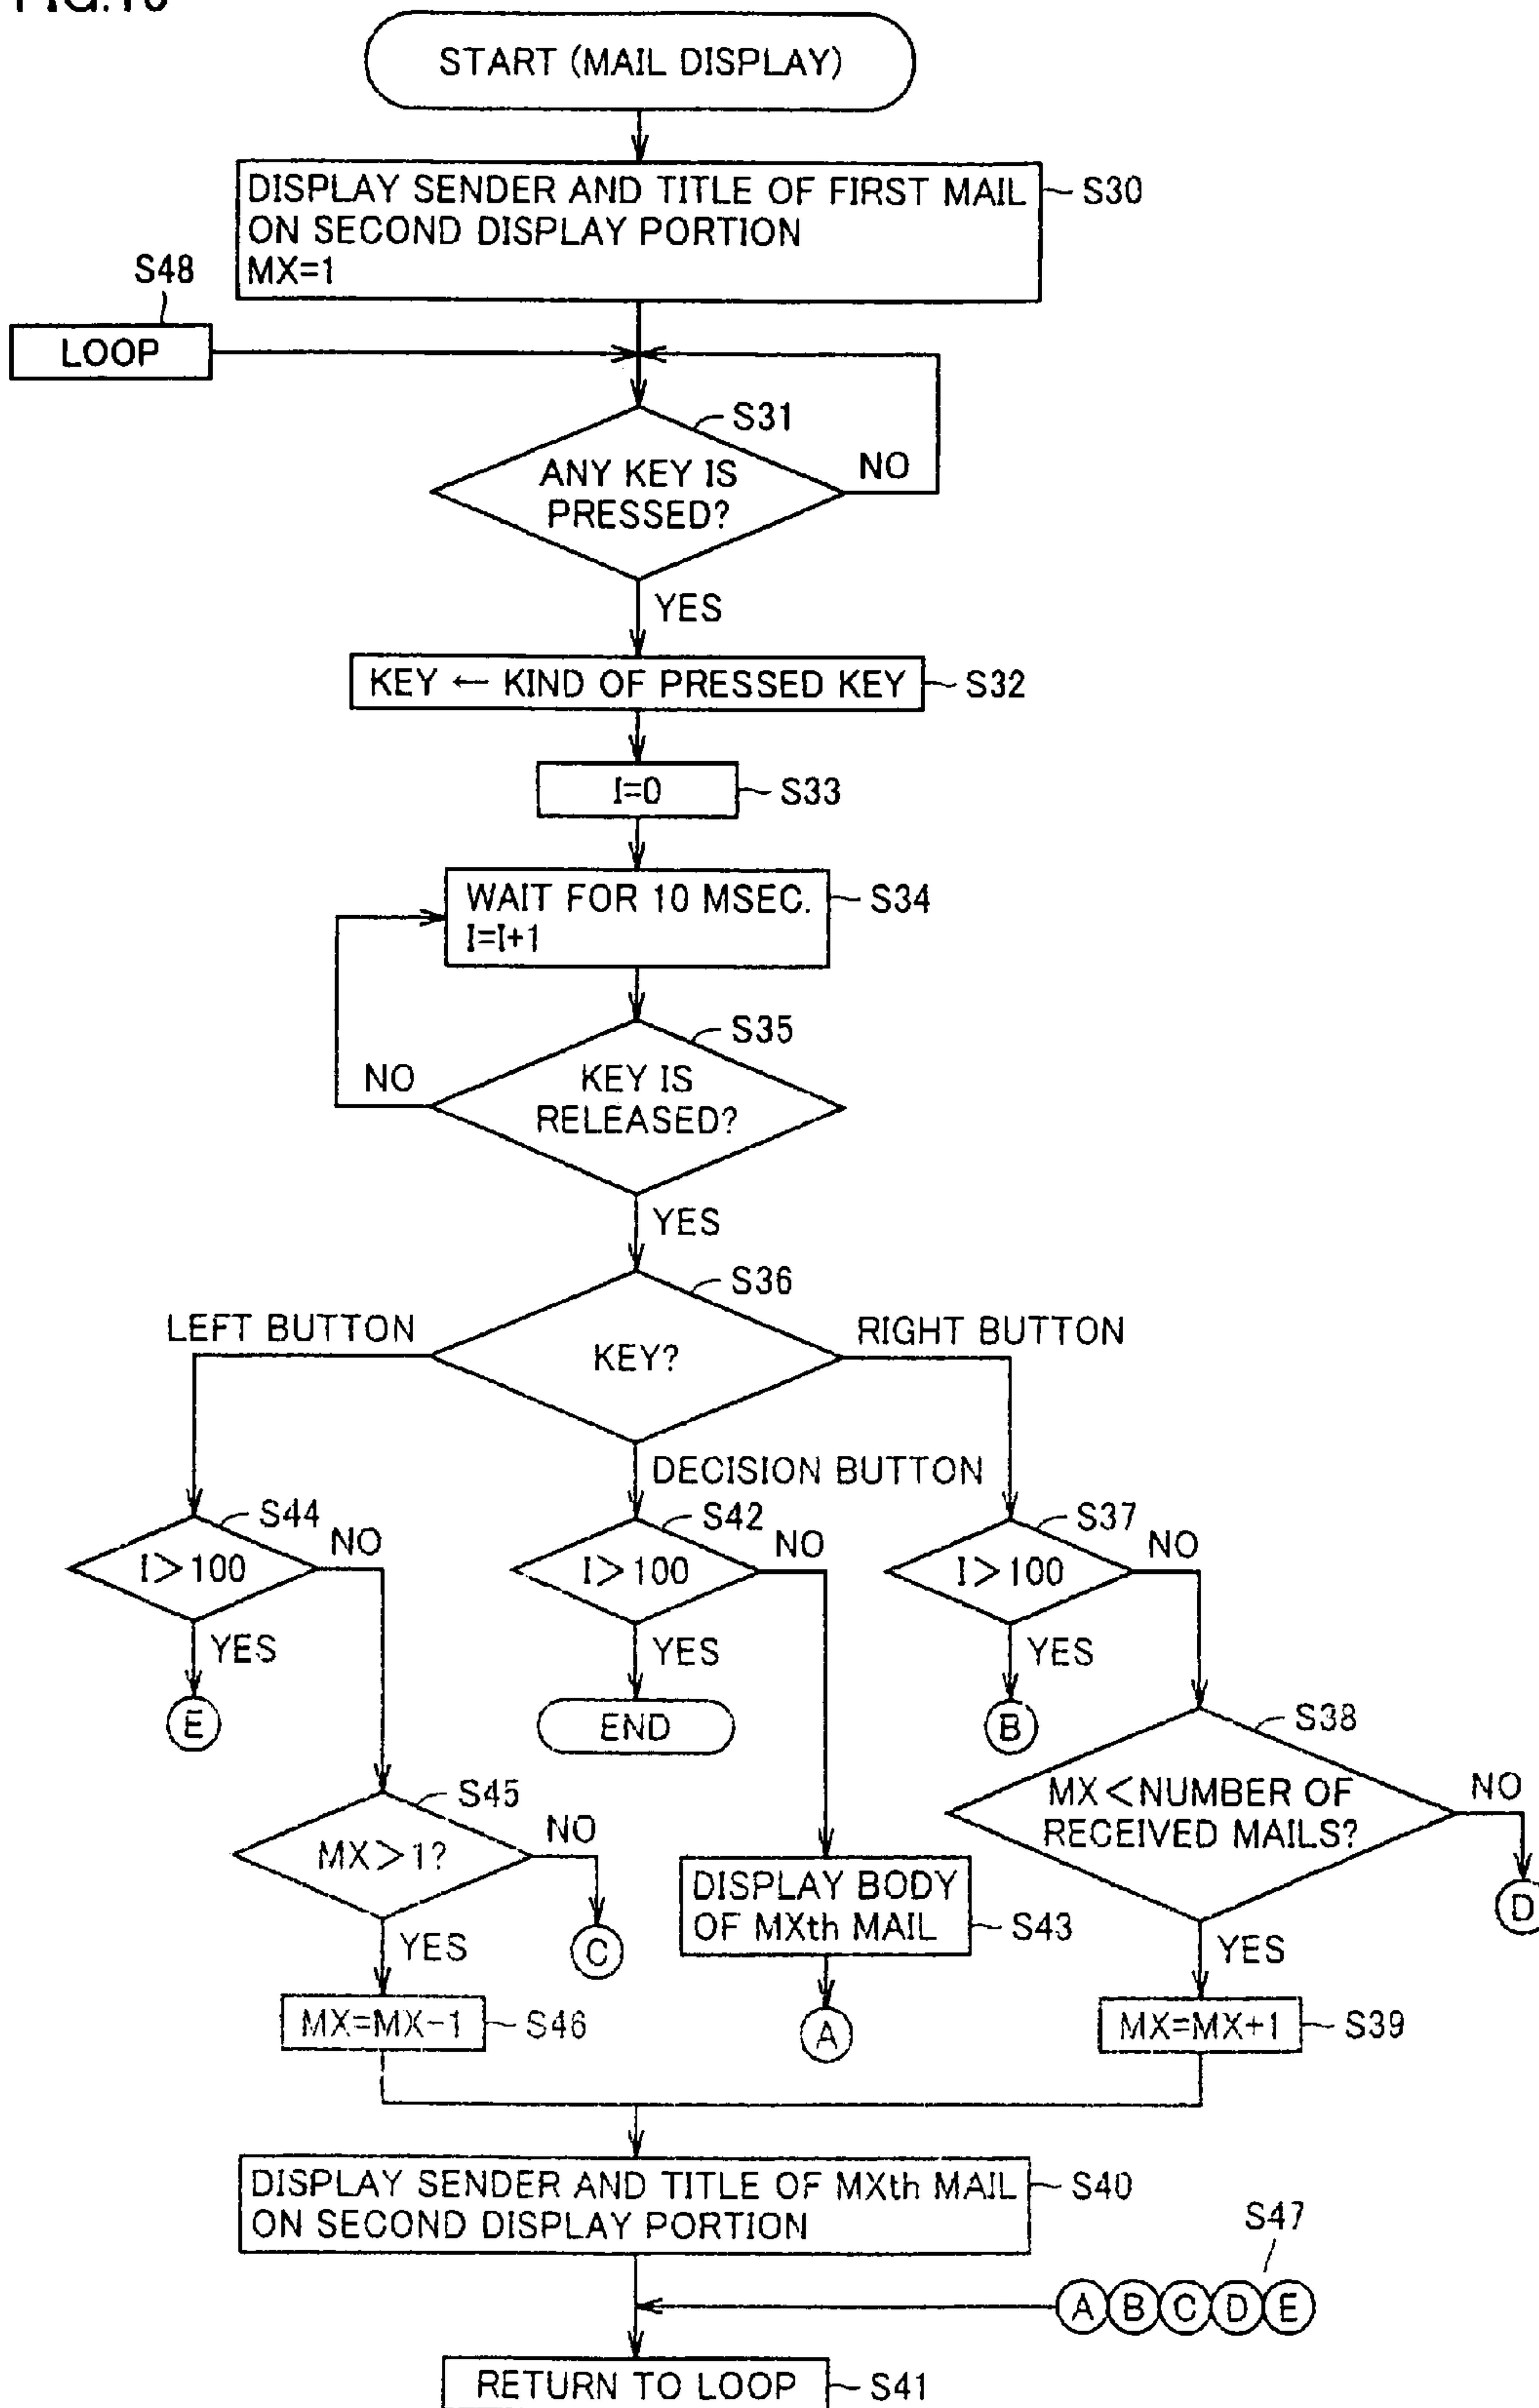 START (MAIL DISPLAY)
DISPLAY SENDER AND TITLE OF FIRST MAIL
ON SECOND DISPLAY PORTION
MX=1
S30
S48
LOOP
S31
ANY KEY IS
PRESSED?
NO
YES
KEY ← KIND OF PRESSED KEY
S32
I=0
S33
WAIT FOR 10 MSEC.
I=I+1
S34
S35
KEY IS
RELEASED?
NO
YES
S36
LEFT BUTTON
KEY?
RIGHT BUTTON
DECISION BUTTON
S44
I>100
NO
YES
E
S42
I>100
NO
YES
END
S37
I>100
NO
YES
B
S38
MX<NUMBER OF
RECEIVED MAILS?
NO
D
YES
S45
MX>1?
NO
C
YES
DISPLAY BODY
OF MXth MAIL
S43
A
MX=MX-1
S46
MX=MX+1
S39
DISPLAY SENDER AND TITLE OF MXth MAIL
ON SECOND DISPLAY PORTION
S40
S47
A B C D E
RETURN TO LOOP
S41